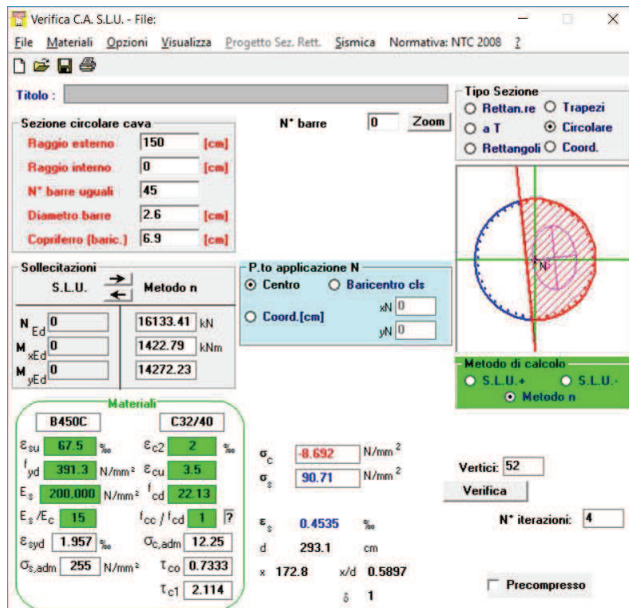 Verifica C.A. S.L.U. - File:
File Materiali Opzioni Visualizza Progetto Sez. Rett. Sismica Normativa: NTC 2008 ?
Titolo :
N° barre 0 Zoom
Tipo Sezione
Rettan.re Trapezi
a T Circolare
Rettangoli Coord.
Sezione circolare cava
Raggio esterno 150 [cm]
Raggio interno 0 [cm]
N° barre uguali 45
Diametro barre 2.6 [cm]
Copriferro (baric.) 6.9 [cm]
N
Sollecitazioni
S.L.U. Metodo n
N Ed 0 16133.41 kN
M xEd 0 1422.79 kNm
M yEd 0 14272.23
P.to applicazione N
Centro Baricentro cls
Coord.[cm] xN 0
yN 0
Metodo di calcolo
S.L.U.+ S.L.U.-
Metodo n
Materiali
B450C C32/40
εsu 67.5 ‰ εc2 2 ‰
fyd 391.3 N/mm² εcu 3.5
Es 200.000 N/mm² fcd 22.13
Es/Ec 15 fcc / fcd 1 ?
εsyd 1.957 ‰ σc,adm 12.25
σs,adm 255 N/mm² τco 0.7333
τc1 2.114
σc -8.692 N/mm²
σs 90.71 N/mm²
εs 0.4535 ‰
d 293.1 cm
x 172.8 x/d 0.5897
δ 1
Vertici: 52
Verifica
N° iterazioni: 4
Precompresso